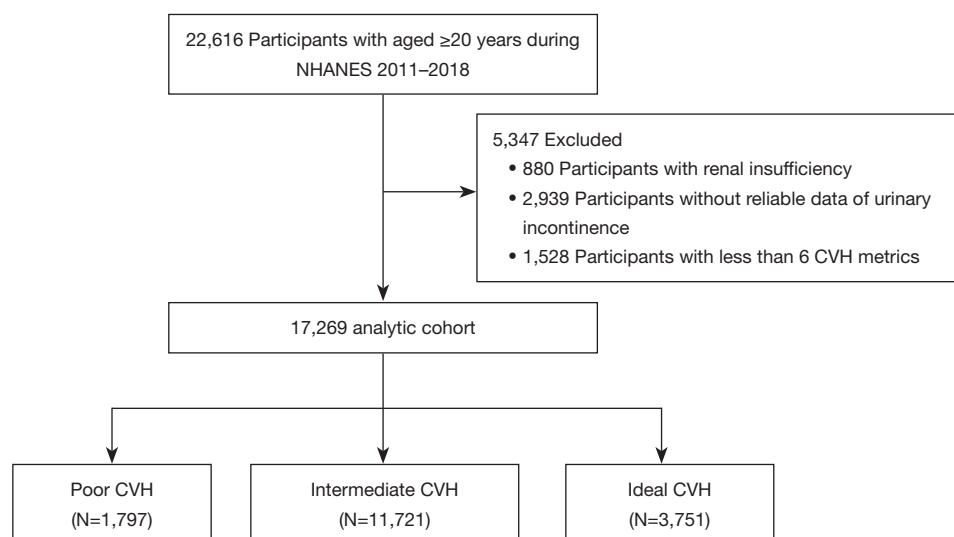 22,616 Participants with aged ≥20 years during
NHANES 2011–2018
5,347 Excluded
• 880 Participants with renal insufficiency
• 2,939 Participants without reliable data of urinary
incontinence
• 1,528 Participants with less than 6 CVH metrics
17,269 analytic cohort
Poor CVH
(N=1,797)
Intermediate CVH
(N=11,721)
Ideal CVH
(N=3,751)